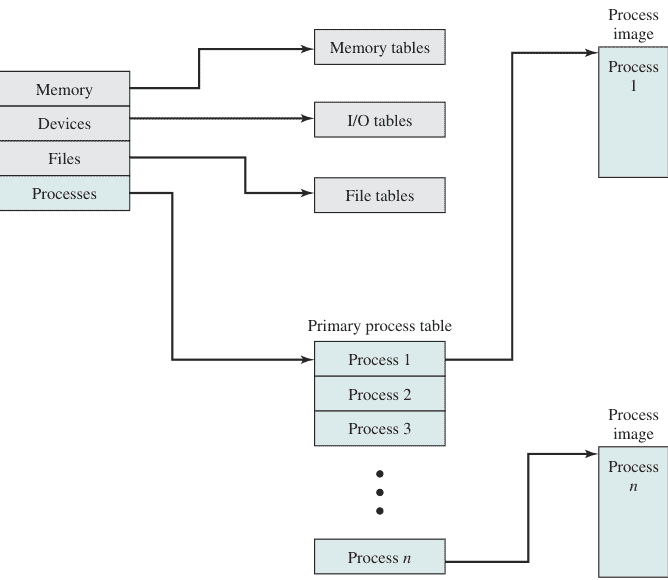 Memory
Devices
Files
Processes
Memory tables
I/O tables
File tables
Primary process table
Process 1
Process 2
Process 3
Process n
Process
image
Process
1
Process
image
Process
n